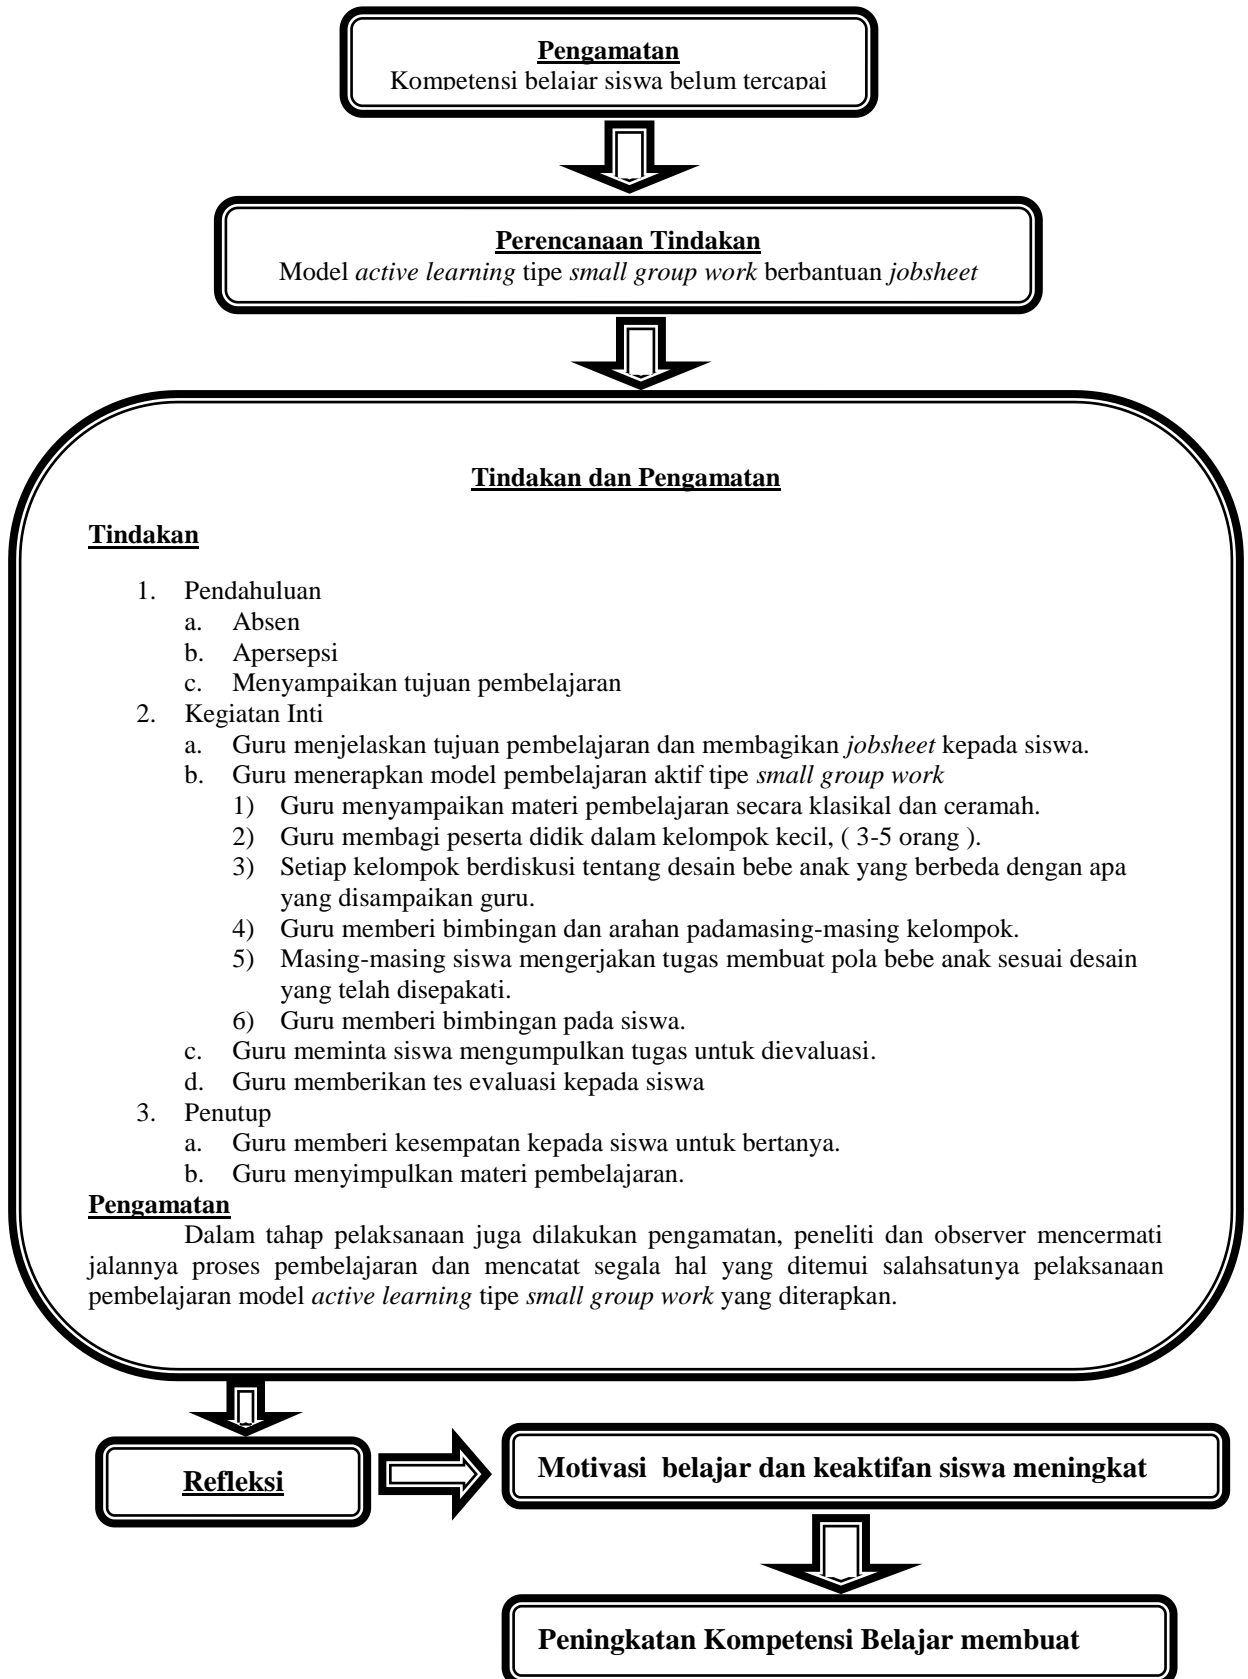 Pengamatan
Kompetensi belajar siswa belum tercapai
Perencanaan Tindakan
Model active learning tipe small group work berbantuan jobsheet
Tindakan dan Pengamatan
Tindakan
1. Pendahuluan
a. Absen
b. Apersepsi
c. Menyampaikan tujuan pembelajaran
2. Kegiatan Inti
a. Guru menjelaskan tujuan pembelajaran dan membagikan jobsheet kepada siswa.
b. Guru menerapkan model pembelajaran aktif tipe small group work
1) Guru menyampaikan materi pembelajaran secara klasikal dan ceramah.
2) Guru membagi peserta didik dalam kelompok kecil, ( 3-5 orang ).
3) Setiap kelompok berdiskusi tentang desain bebe anak yang berbeda dengan apa
yang disampaikan guru.
4) Guru memberi bimbingan dan arahan padamasing-masing kelompok.
5) Masing-masing siswa mengerjakan tugas membuat pola bebe anak sesuai desain
yang telah disepakati.
6) Guru memberi bimbingan pada siswa.
c. Guru meminta siswa mengumpulkan tugas untuk dievaluasi.
d. Guru memberikan tes evaluasi kepada siswa
3. Penutup
a. Guru memberi kesempatan kepada siswa untuk bertanya.
b. Guru menyimpulkan materi pembelajaran.
Pengamatan
Dalam tahap pelaksanaan juga dilakukan pengamatan, peneliti dan observer mencermati
jalannya proses pembelajaran dan mencatat segala hal yang ditemui salahsatunya pelaksanaan
pembelajaran model active learning tipe small group work yang diterapkan.
Refleksi
Motivasi belajar dan keaktifan siswa meningkat
Peningkatan Kompetensi Belajar membuat